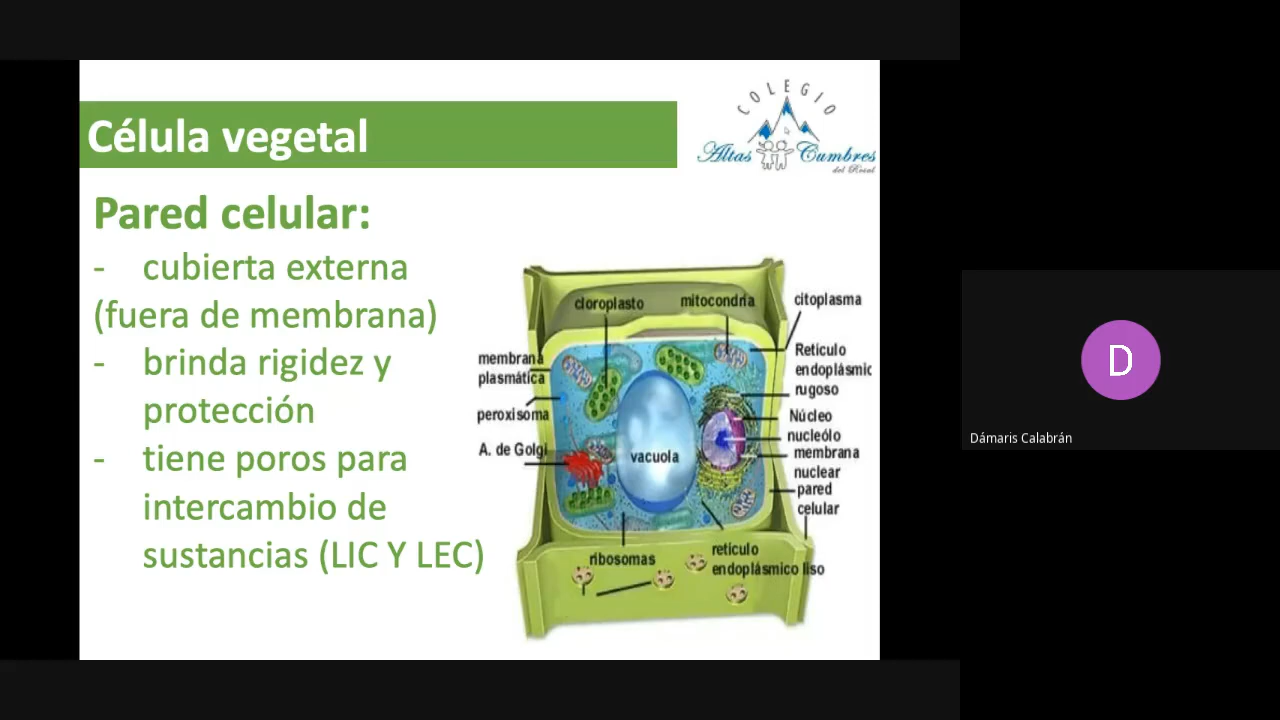 COLEGIO
Altas Cumbres
del Rosal
Célula vegetal
Pared celular:
- cubierta externa
(fuera de membrana)
- brinda rigidez y
protección
- tiene poros para
intercambio de
sustancias (LIC Y LEC)
cloroplasto
mitocondria
citoplasma
membrana
plasmática
Retículo
endoplásmic
rugoso
peroxisoma
Núcleo
nucleólo
A. de Golgi
vacuola
membrana
nuclear
pared
celular
ribosomas
retículo
endoplásmico liso
D
Dámaris Calabrán